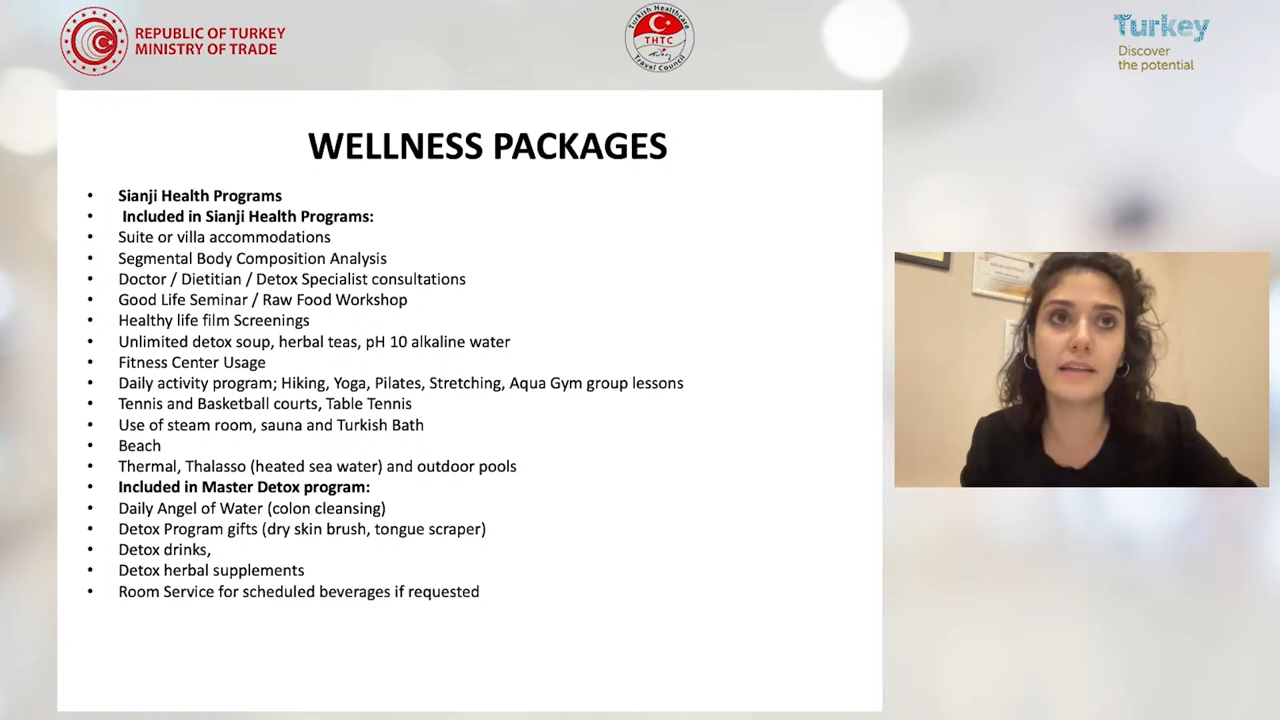 REPUBLIC OF TURKEY
MINISTRY OF TRADE
Turkish Healthcare
THTC
Travel Council
Turkey
Discover
the potential
WELLNESS PACKAGES
• Sianji Health Programs
• Included in Sianji Health Programs:
• Suite or villa accommodations
• Segmental Body Composition Analysis
• Doctor / Dietitian / Detox Specialist consultations
• Good Life Seminar / Raw Food Workshop
• Healthy life film Screenings
• Unlimited detox soup, herbal teas, pH 10 alkaline water
• Fitness Center Usage
• Daily activity program; Hiking, Yoga, Pilates, Stretching, Aqua Gym group lessons
• Tennis and Basketball courts, Table Tennis
• Use of steam room, sauna and Turkish Bath
• Beach
• Thermal, Thalasso (heated sea water) and outdoor pools
• Included in Master Detox program:
• Daily Angel of Water (colon cleansing)
• Detox Program gifts (dry skin brush, tongue scraper)
• Detox drinks,
• Detox herbal supplements
• Room Service for scheduled beverages if requested